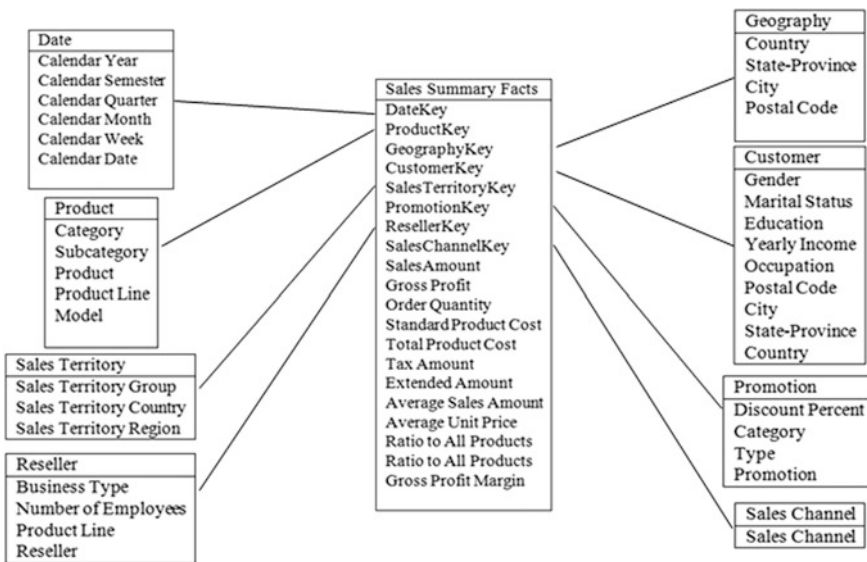 Date
Calendar Year
Calendar Semester
Calendar Quarter
Calendar Month
Calendar Week
Calendar Date
Product
Category
Subcategory
Product
Product Line
Model
Sales Territory
Sales Territory Group
Sales Territory Country
Sales Territory Region
Reseller
Business Type
Number of Employees
Product Line
Reseller
Sales Summary Facts
DateKey
ProductKey
GeographyKey
CustomerKey
SalesTerritoryKey
PromotionKey
ResellerKey
SalesChannelKey
SalesAmount
Gross Profit
Order Quantity
Standard Product Cost
Total Product Cost
Tax Amount
Extended Amount
Average Sales Amount
Average Unit Price
Ratio to All Products
Ratio to All Products
Gross Profit Margin
Geography
Country
State-Province
City
Postal Code
Customer
Gender
Marital Status
Education
Yearly Income
Occupation
Postal Code
City
State-Province
Country
Promotion
Discount Percent
Category
Type
Promotion
Sales Channel
Sales Channel